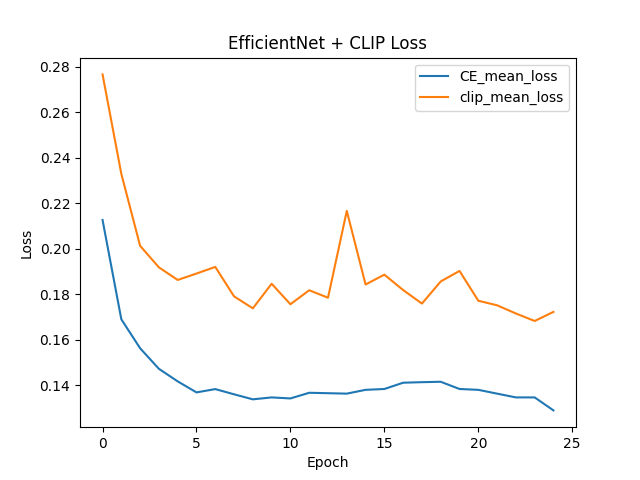 EfficientNet + CLIP Loss
CE_mean_loss
clip_mean_loss
0.28
0.26
0.24
0.22
0.20
0.18
0.16
0.14
Loss
0 5 10 15 20 25
Epoch